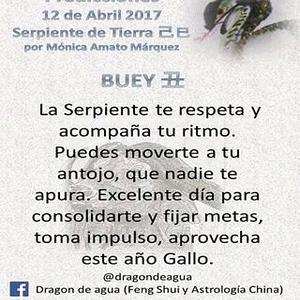 12 de Abril 2017
Serpiente de Tierra 己巳
por Mónica Amato Márquez
BUEY 丑
La Serpiente te respeta y
acompaña tu ritmo.
Puedes moverte a tu
antojo, que nadie te
apura. Excelente día para
consolidarte y fijar metas,
toma impulso, aprovecha
este año Gallo.
@dragondeagua
Dragon de agua (Feng Shui y Astrología China)